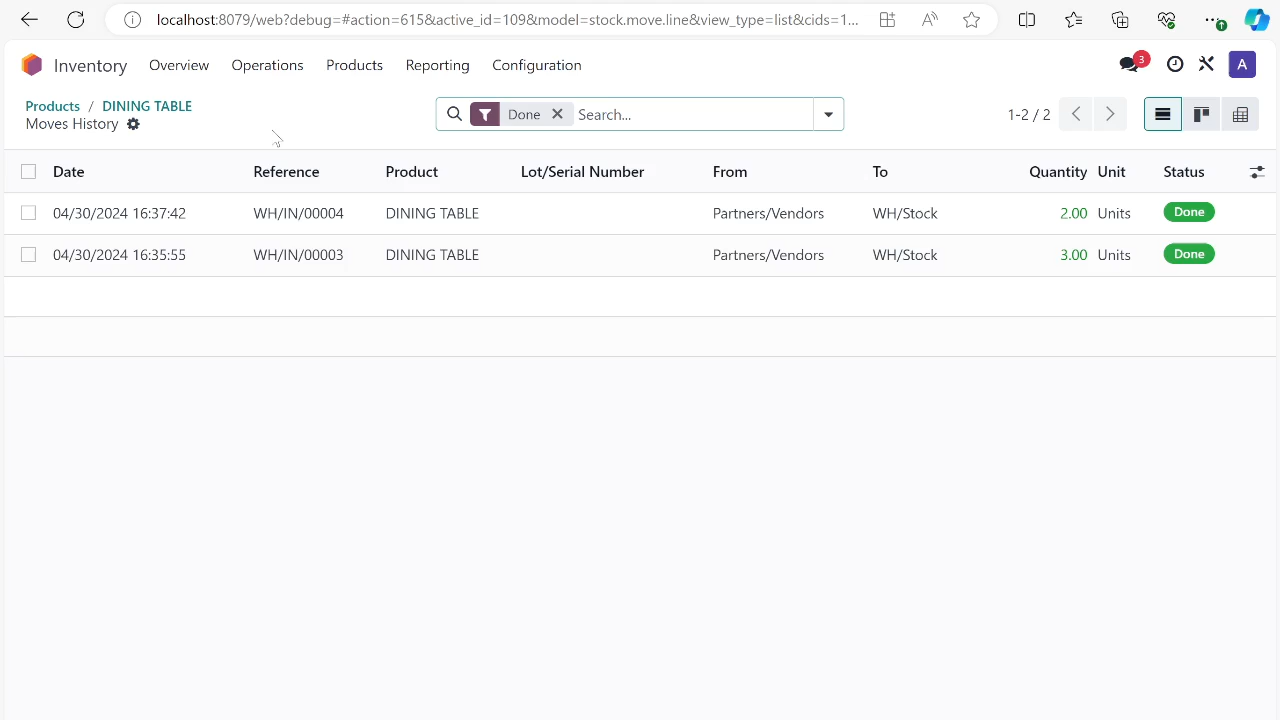 localhost:8079/web?debug=#action=615&active_id=109&model=stock.move.line&view_type=list&cids=1...
Inventory Overview Operations Products Reporting Configuration 3 A
Products / DINING TABLE
Moves History
Done Search... 1-2 / 2
Date Reference Product Lot/Serial Number From To Quantity Unit Status
04/30/2024 16:37:42 WH/IN/00004 DINING TABLE Partners/Vendors WH/Stock 2.00 Units Done
04/30/2024 16:35:55 WH/IN/00003 DINING TABLE Partners/Vendors WH/Stock 3.00 Units Done